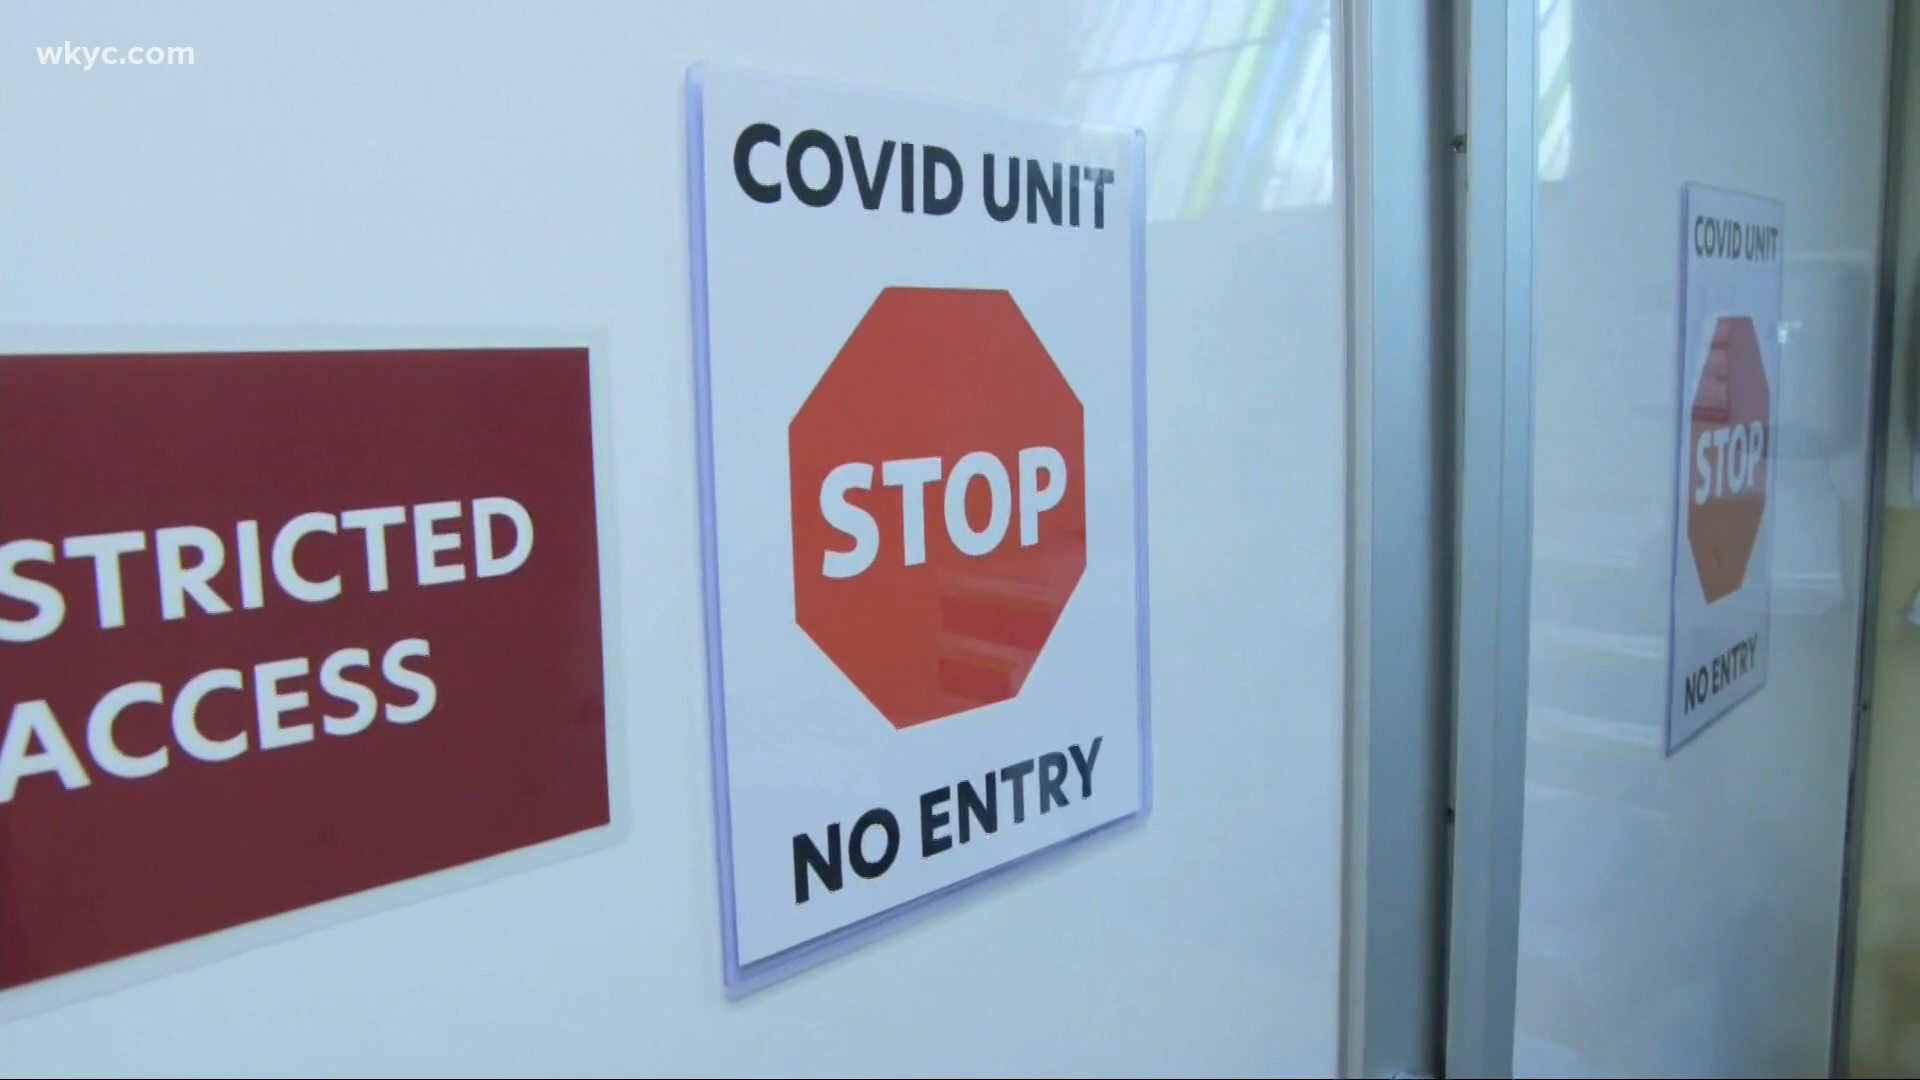 wkyc.com
STRICTED
ACCESS
COVID UNIT
STOP
NO ENTRY
COVID UNIT
STOP
NO ENTRY